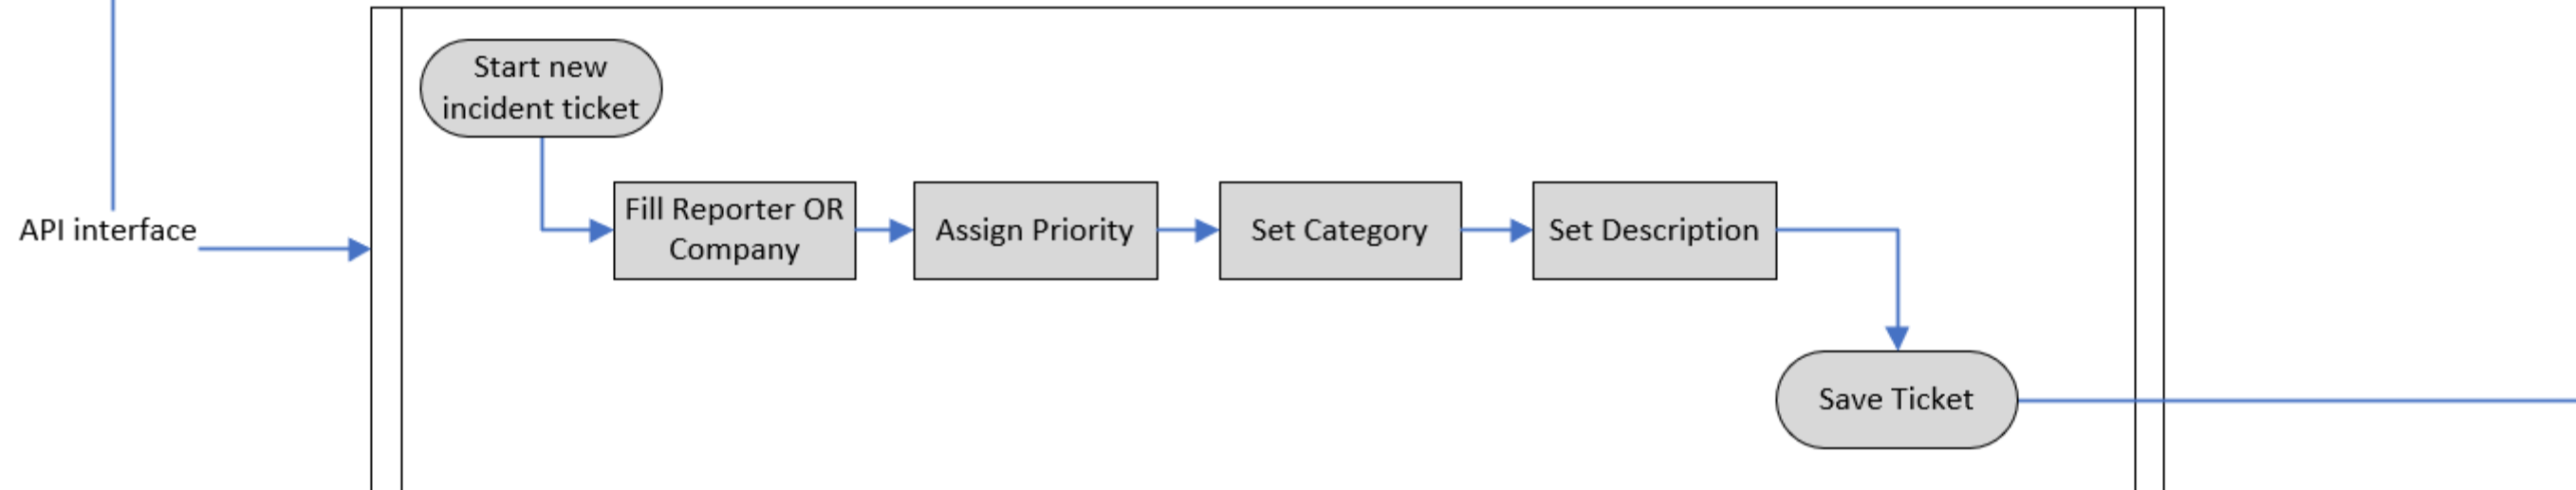 Start new
incident ticket
API interface
Fill Reporter OR
Company
Assign Priority
Set Category
Set Description
Save Ticket